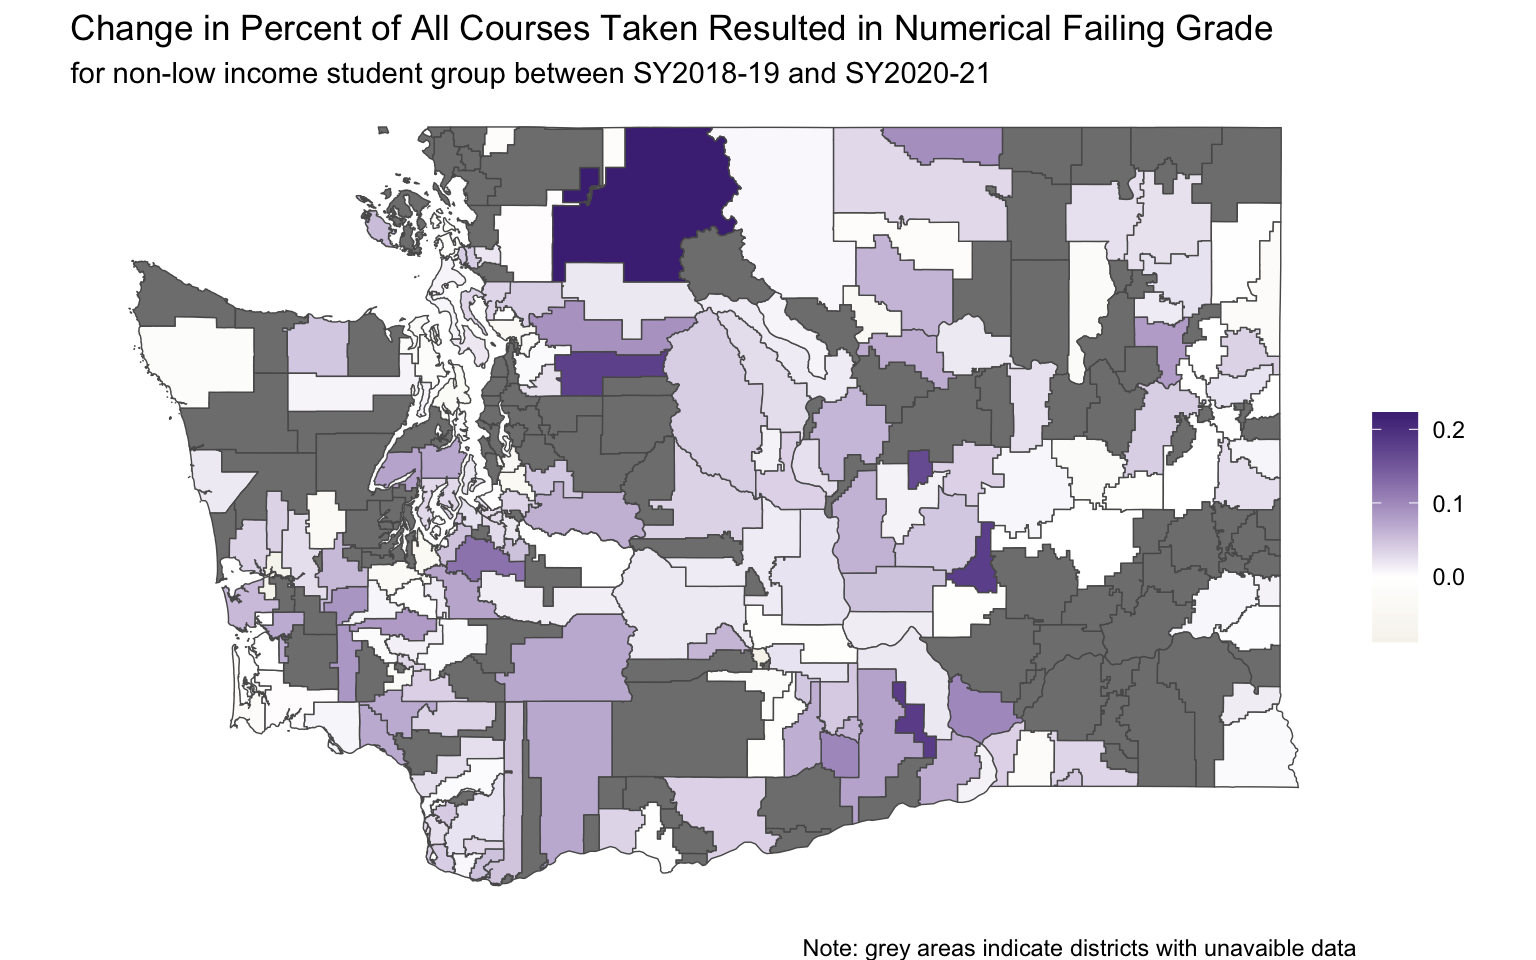 Change in Percent of All Courses Taken Resulted in Numerical Failing Grade
for non-low income student group between SY2018-19 and SY2020-21
0.2
0.1
0.0
Note: grey areas indicate districts with unavaible data